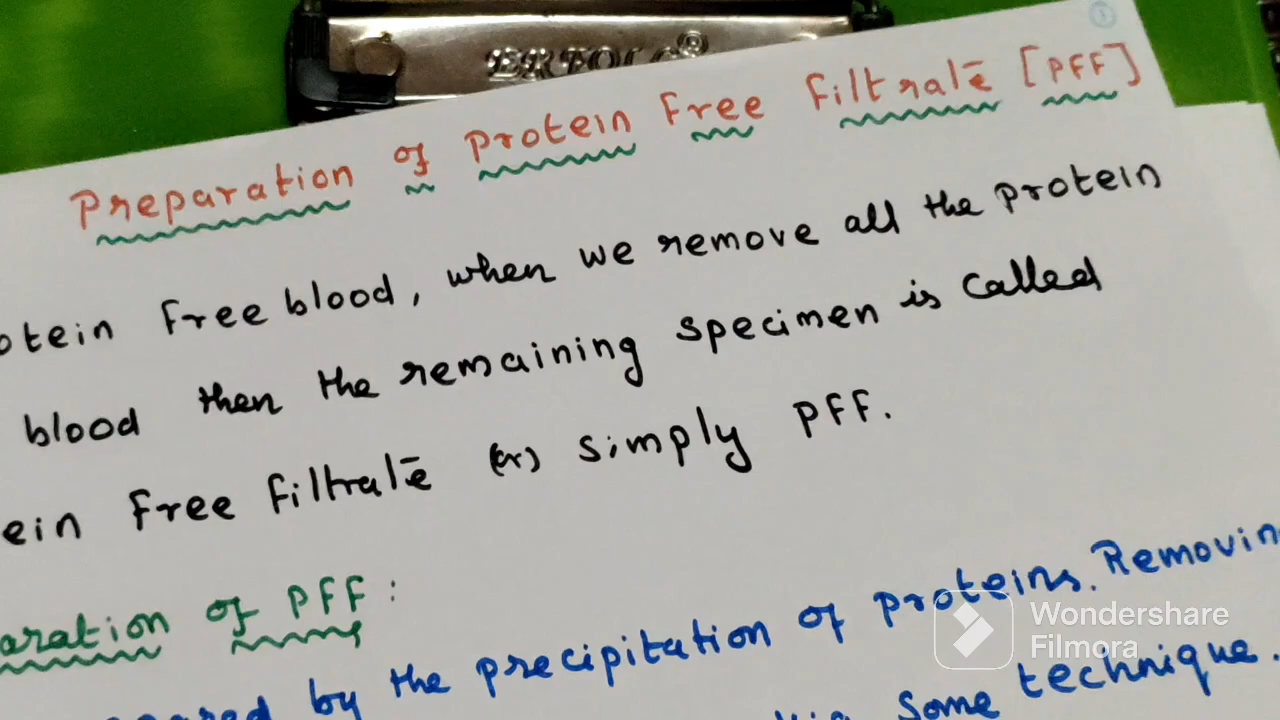 Preparation of Protein Free Filtrate [PFF]
otein Free blood, when we remove all the protein
blood then the remaining specimen is called
ein Free Filtrate (or) simply PFF.
aration of PFF:
by the precipitation of proteins. Removin
some technique.
Wondershare
Filmora